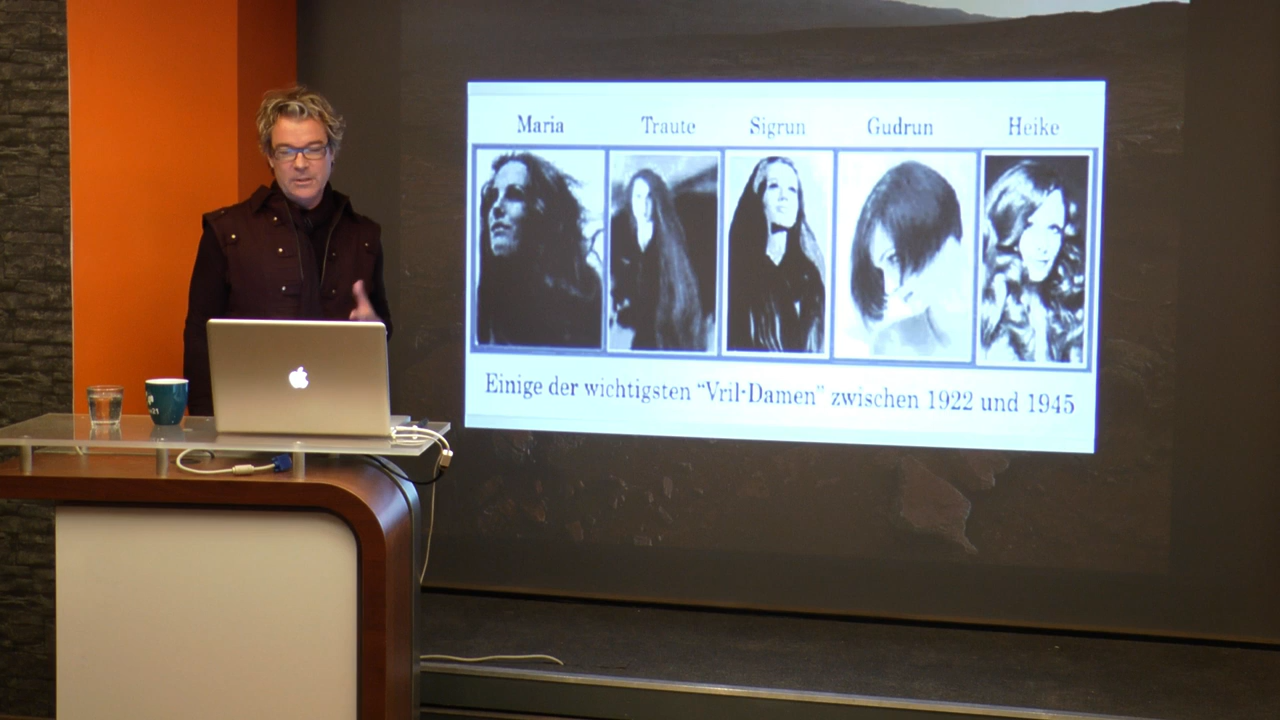 Maria Traute Sigrun Gudrun Heike
Einige der wichtigsten “Vril-Damen” zwischen 1922 und 1945